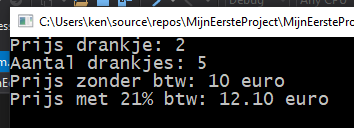 C:\Users\ken\source\repos\MijnEersteProject\MijnEerstePr
Prijs drankje: 2
Aantal drankjes: 5
Prijs zonder btw: 10 euro
Prijs met 21% btw: 12.10 euro